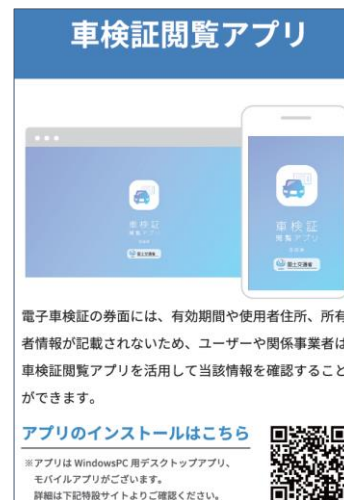 車検証閲覧アプリ
車検証
閲覧アプリ
国土交通省
車検証
閲覧アプリ
国土交通省
電子車検証の券面には、有効期間や使用者住所、所有
者情報が記載されないため、ユーザーや関係事業者は
車検証閲覧アプリを活用して当該情報を確認すること
ができます。
アプリのインストールはこちら
※アプリは WindowsPC 用デスクトップアプリ、
モバイルアプリがございます。
詳細は下記特設サイトよりご確認ください。